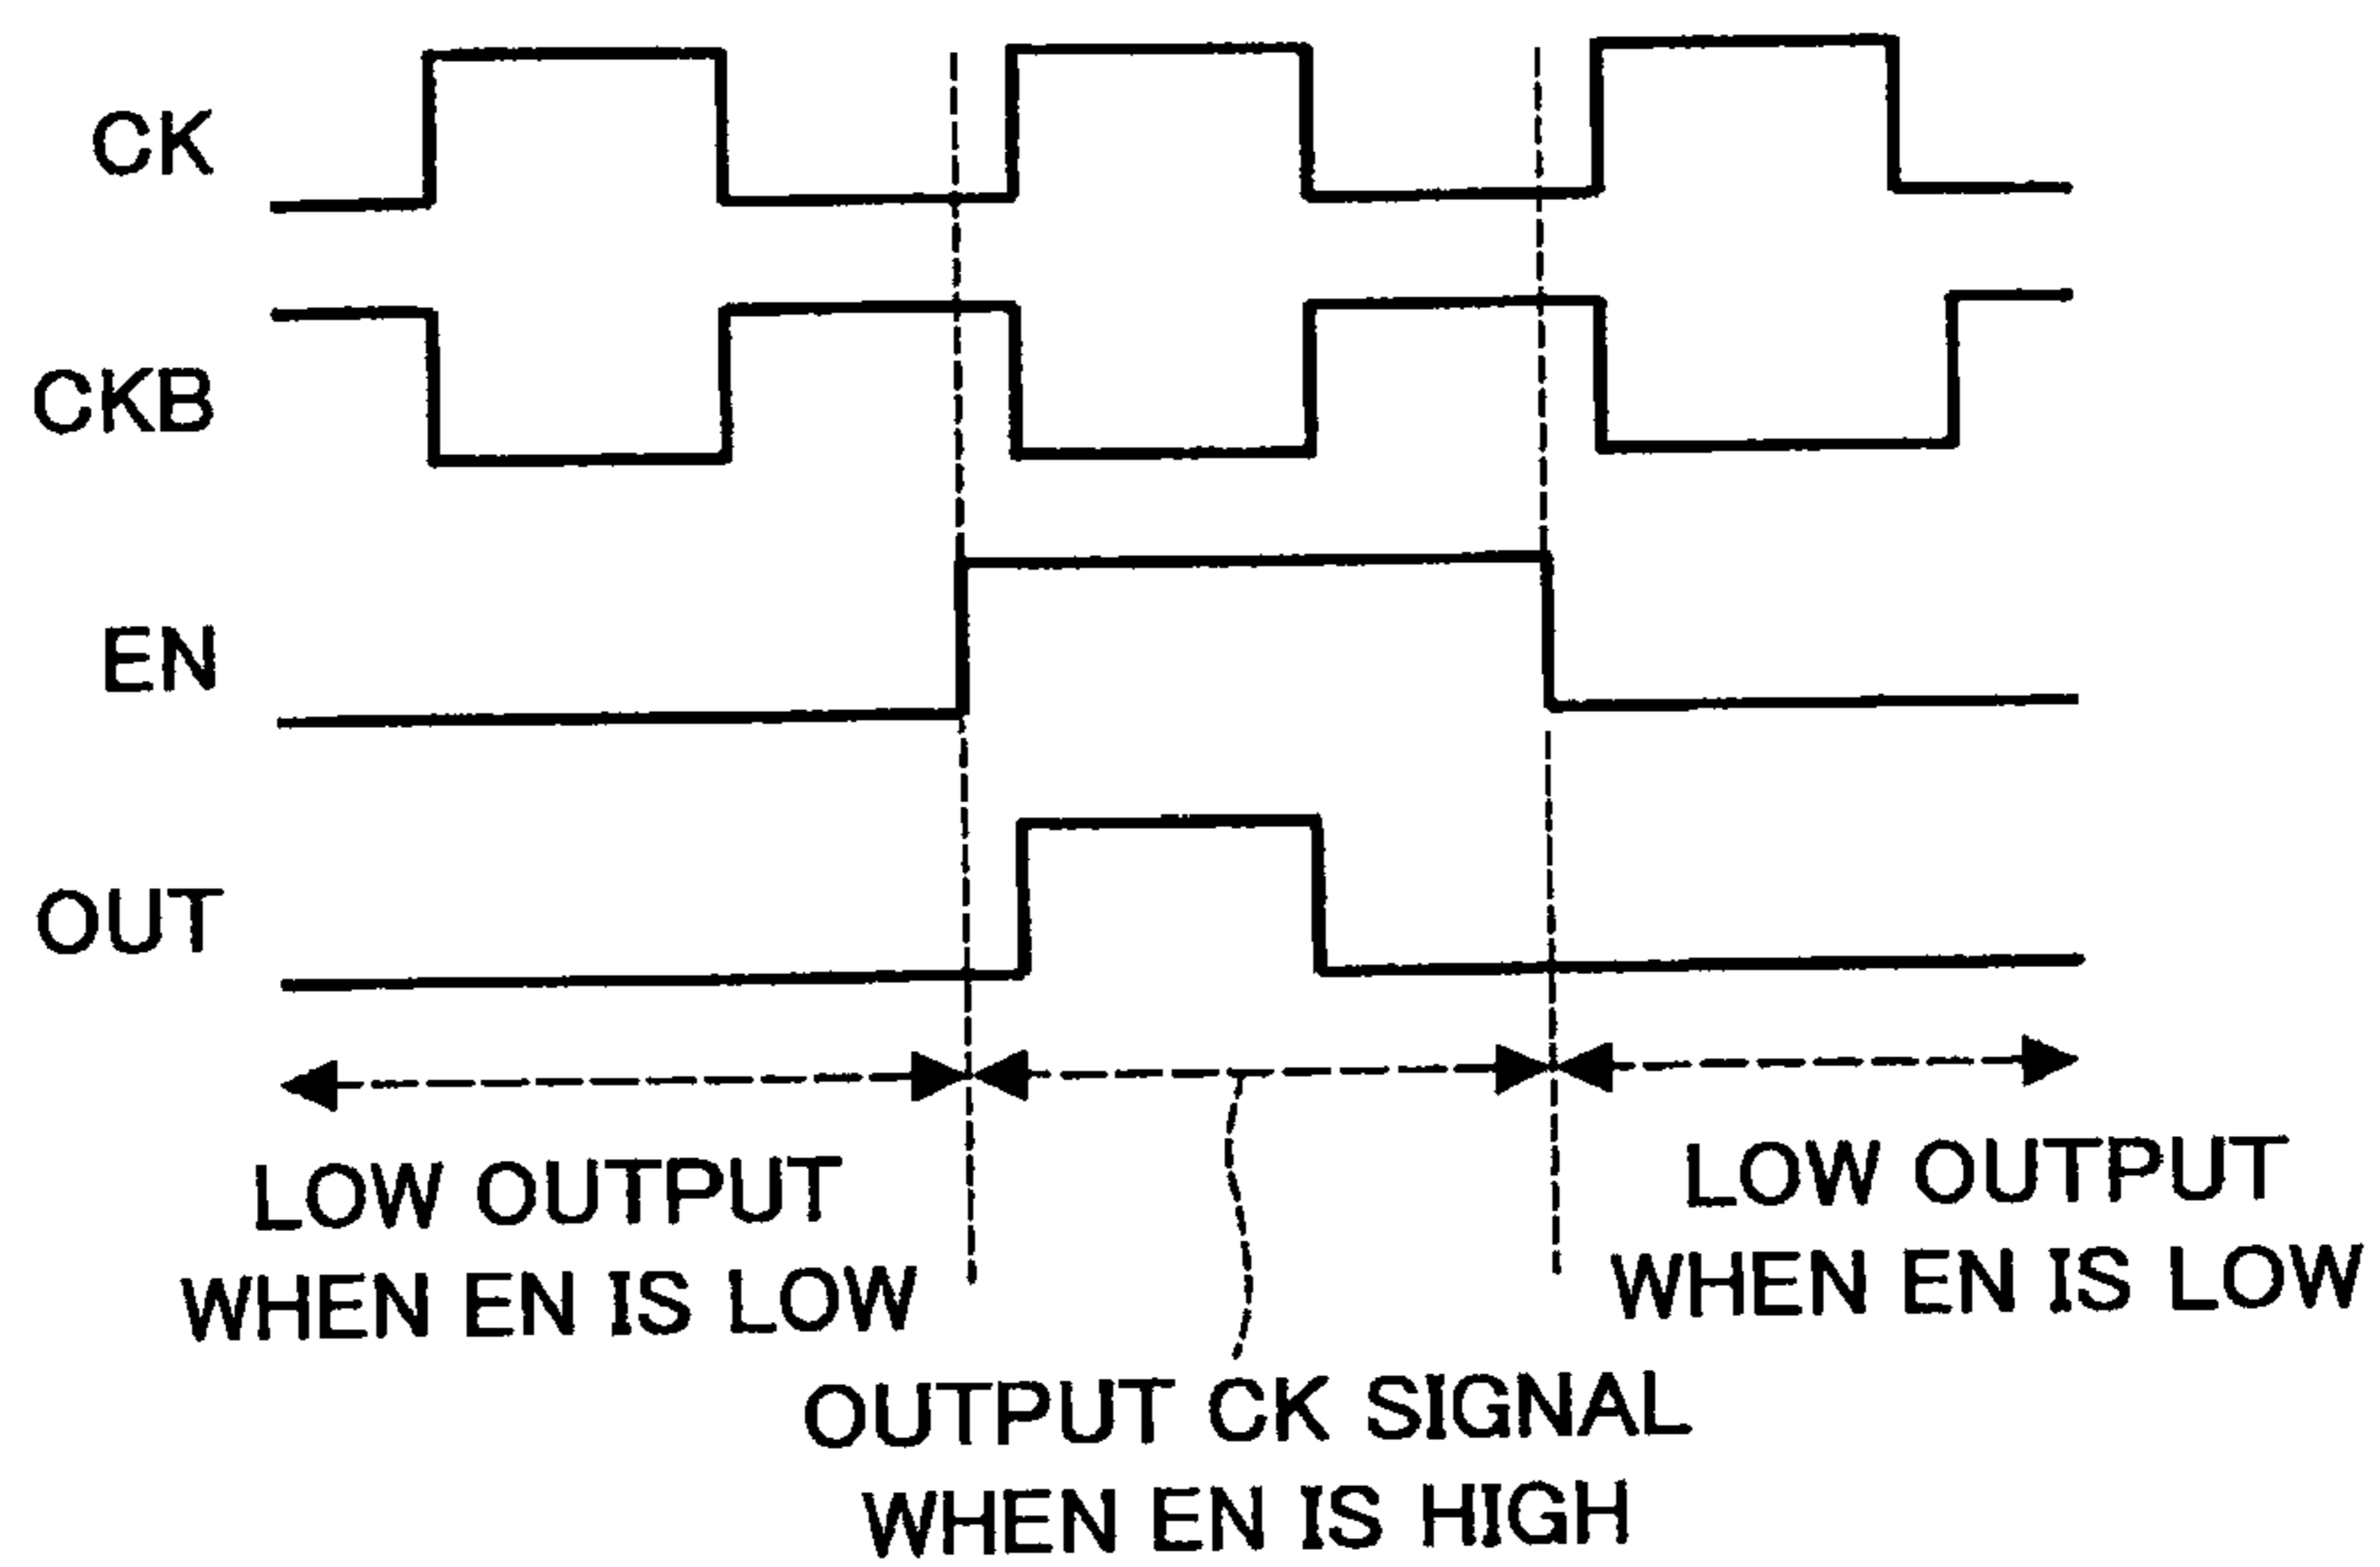 CK
CKB
EN
OUT
LOW OUTPUT
WHEN EN IS LOW
OUTPUT CK SIGNAL
WHEN EN IS HIGH
LOW OUTPUT
WHEN EN IS LOW